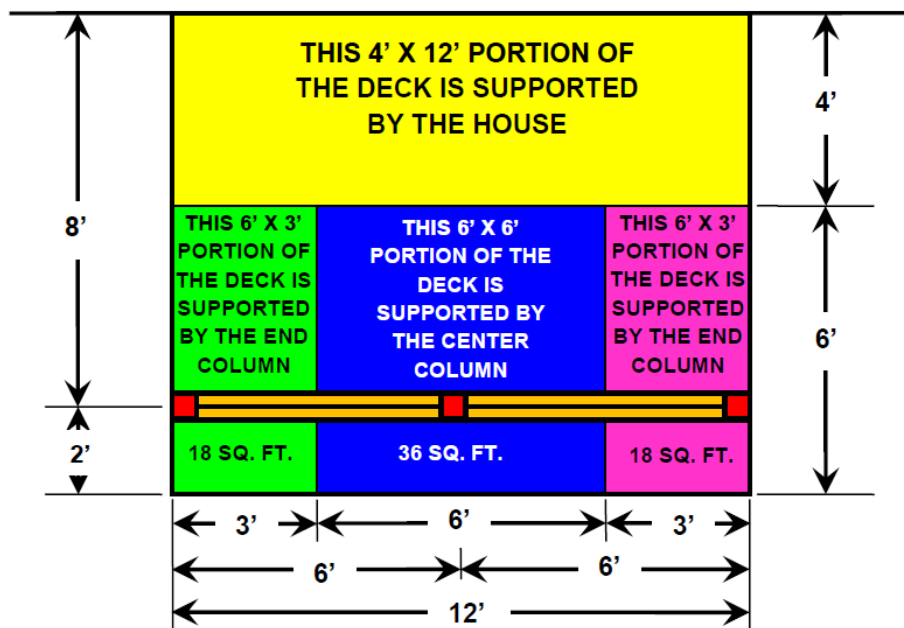 THIS 4’ X 12’ PORTION OF
THE DECK IS SUPPORTED
BY THE HOUSE
4’
8’
THIS 6’ X 3’
PORTION OF
THE DECK IS
SUPPORTED
BY THE END
COLUMN
THIS 6’ X 6’
PORTION OF THE
DECK IS
SUPPORTED BY
THE CENTER
COLUMN
THIS 6’ X 3’
PORTION OF
THE DECK IS
SUPPORTED
BY THE END
COLUMN
6’
2’
18 SQ. FT.
36 SQ. FT.
18 SQ. FT.
3’
6’
3’
6’
6’
12’